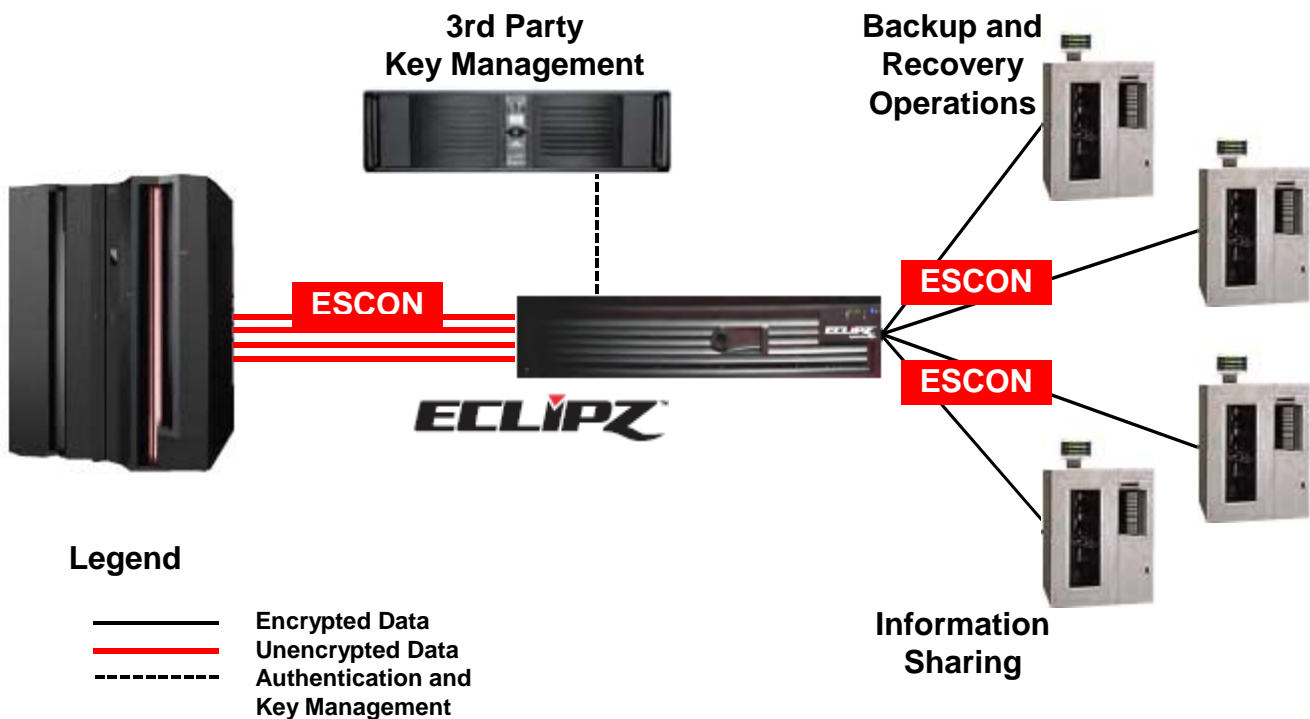 3rd Party
Key Management
Backup and
Recovery
Operations
ESCON
ESCON
ESCON
ECLIPZ
ECLIPZ™
Information
Sharing
Legend
Encrypted Data
Unencrypted Data
Authentication and
Key Management